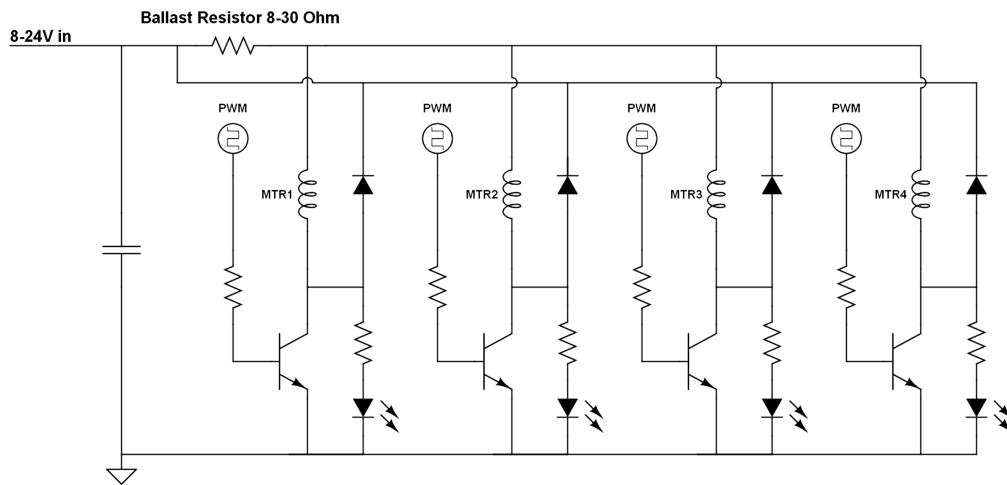 Ballast Resistor 8-30 Ohm
8-24V in
PWM
PWM
PWM
PWM
MTR1
MTR2
MTR3
MTR4